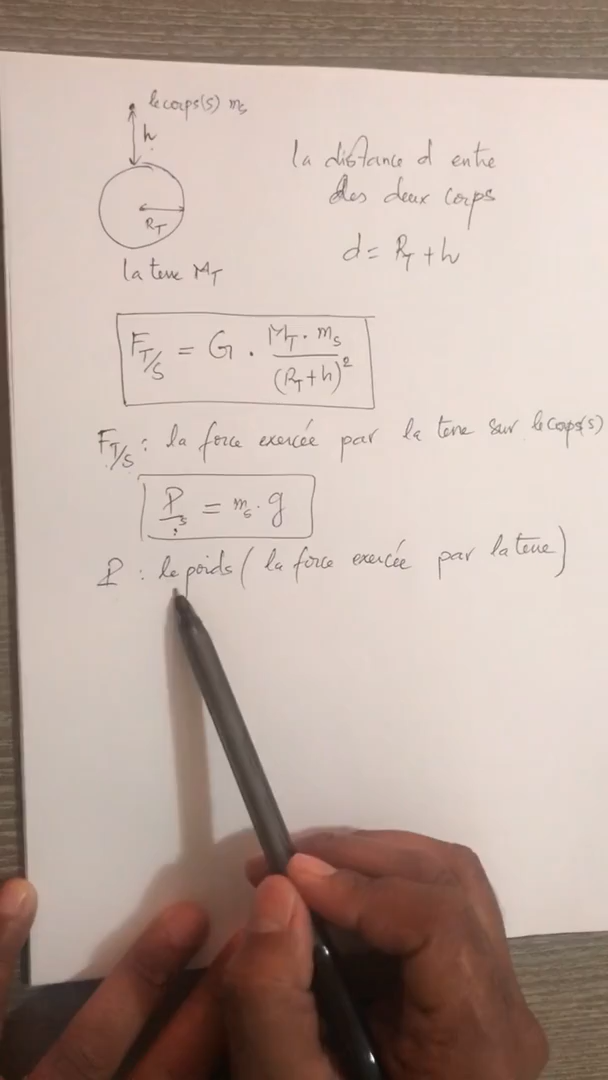 le corps(s) ms
h
RT
la terre MT
la distance d entre
des deux corps
d = RT + h
FT/S = G . MT . ms / (RT+h)²
FT/S : la force exercée par la terre sur le corps(s)
P/s = ms . g
P : le poids ( la force exercée par la terre )